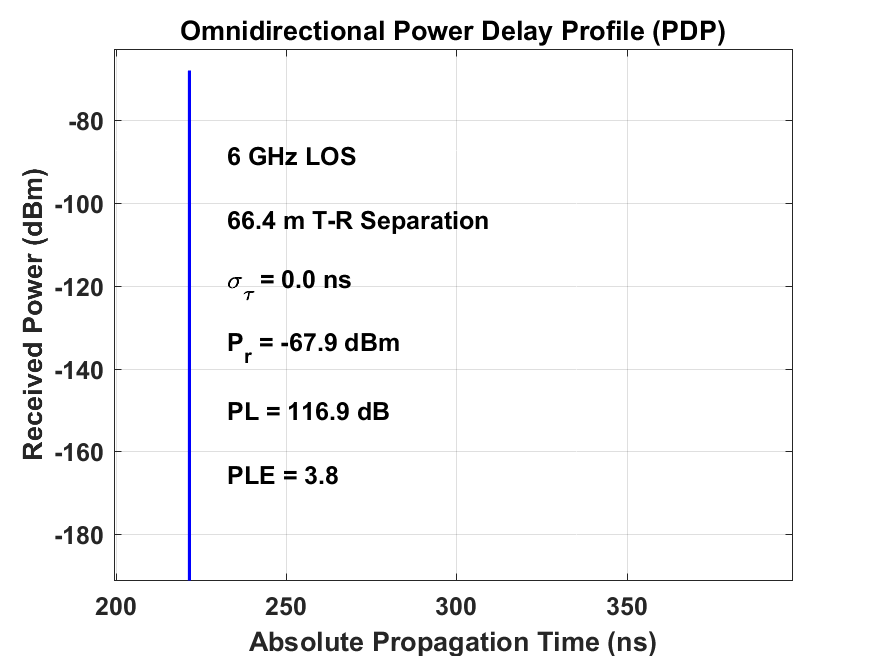 Omnidirectional Power Delay Profile (PDP)
Received Power (dBm)
-80
-100
-120
-140
-160
-180
6 GHz LOS
66.4 m T-R Separation
στ = 0.0 ns
Pr = -67.9 dBm
PL = 116.9 dB
PLE = 3.8
200 250 300 350
Absolute Propagation Time (ns)